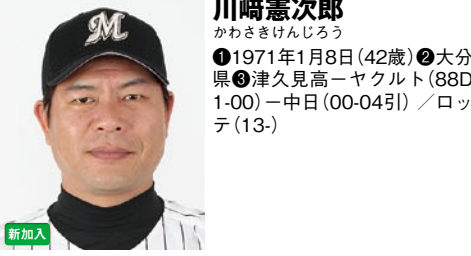 川﨑憲次郎
かわさきけんじろう
❶1971年1月8日(42歳)❷大分
県❸津久見高－ヤクルト(88D
1-00)－中日(00-04引)／ロッ
テ(13-)
M
新加入